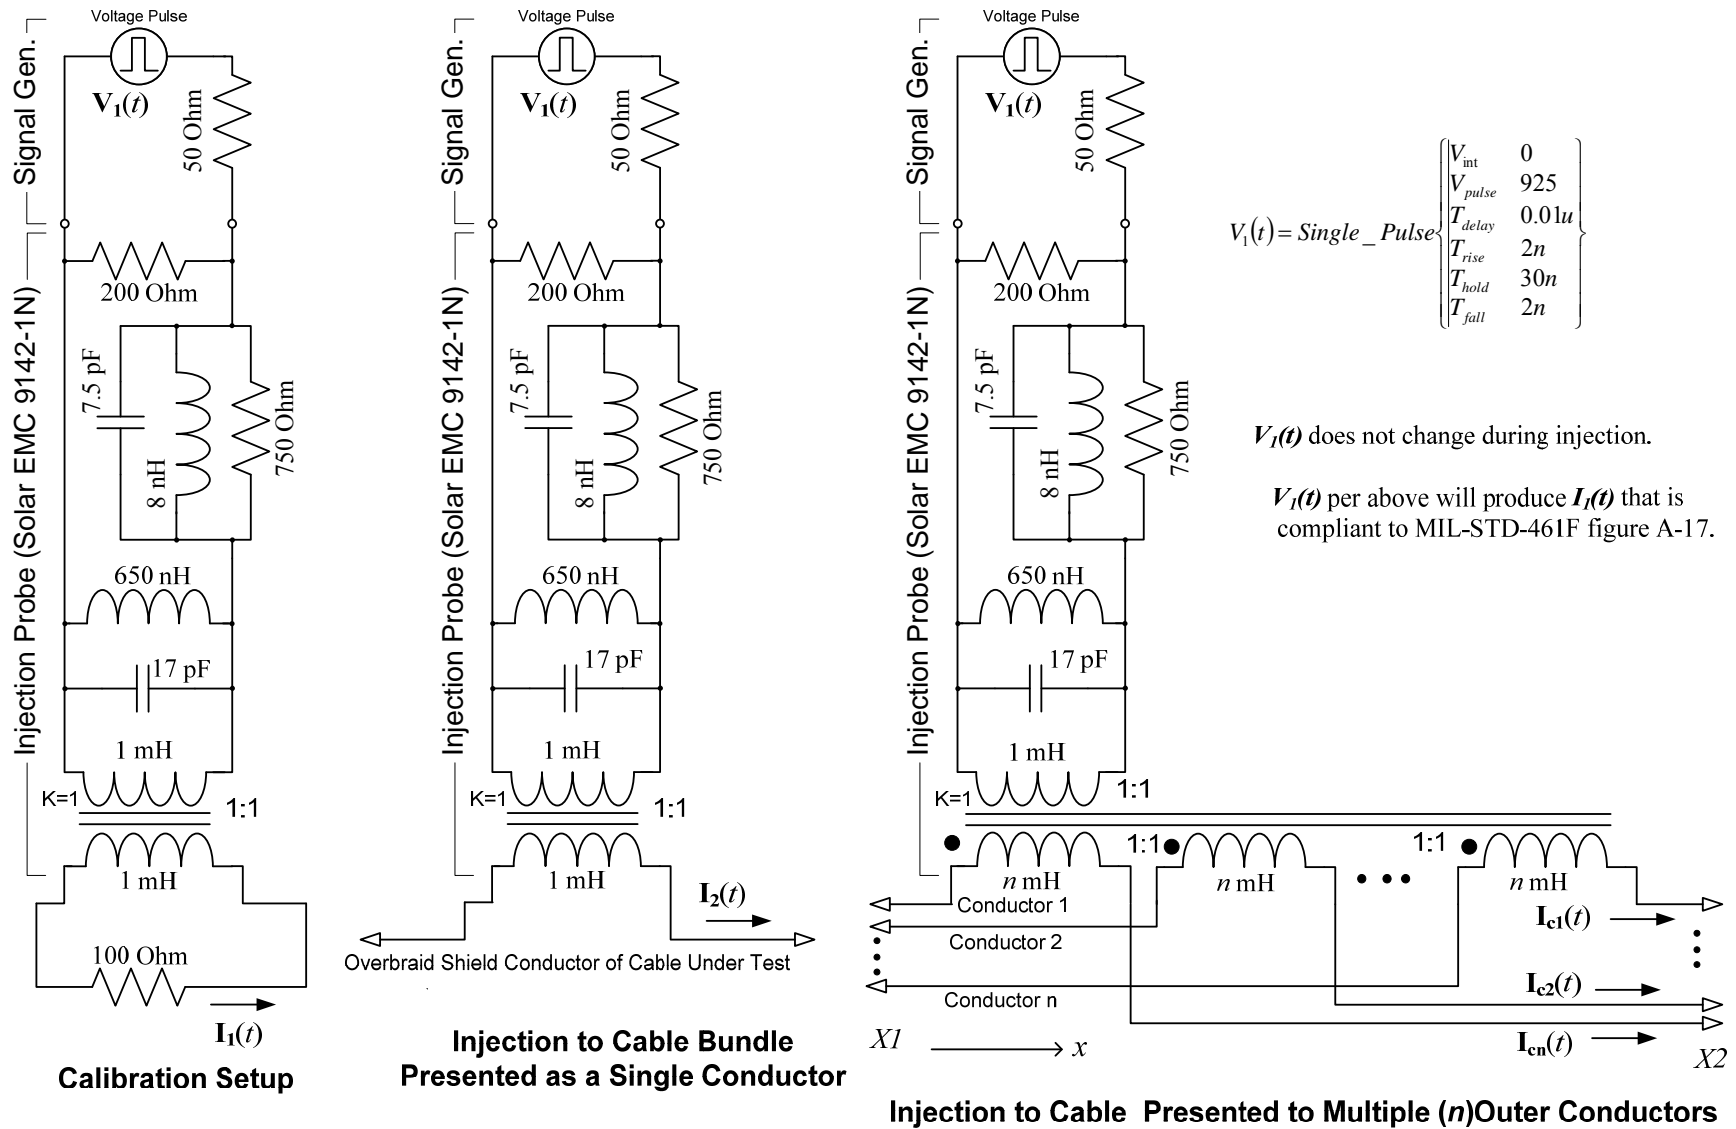 Voltage Pulse
V₁(t)
50 Ohm
Signal Gen.
200 Ohm
7.5 pF
8 nH
750 Ohm
Injection Probe (Solar EMC 9142-1N)
650 nH
17 pF
1 mH
K=1
1:1
1 mH
100 Ohm
I₁(t)
Calibration Setup
Voltage Pulse
V₁(t)
50 Ohm
Signal Gen.
200 Ohm
7.5 pF
8 nH
750 Ohm
Injection Probe (Solar EMC 9142-1N)
650 nH
17 pF
1 mH
K=1
1:1
1 mH
I₂(t)
Overbraid Shield Conductor of Cable Under Test
Injection to Cable Bundle
Presented as a Single Conductor
Voltage Pulse
V₁(t)
50 Ohm
Signal Gen.
200 Ohm
7.5 pF
8 nH
750 Ohm
Injection Probe (Solar EMC 9142-1N)
650 nH
17 pF
1 mH
K=1
1:1
1:1
1:1
n mH
n mH
n mH
Conductor 1
Conductor 2
Conductor n
Ic1(t)
Ic2(t)
Icn(t)
X1
x
X2
Injection to Cable Presented to Multiple (n)Outer Conductors
V₁(t) = Single_Pulse
Vint 0
Vpulse 925
Tdelay 0.01u
Trise 2n
Thold 30n
Tfall 2n
V₁(t) does not change during injection.
V₁(t) per above will produce I₁(t) that is
compliant to MIL-STD-461F figure A-17.